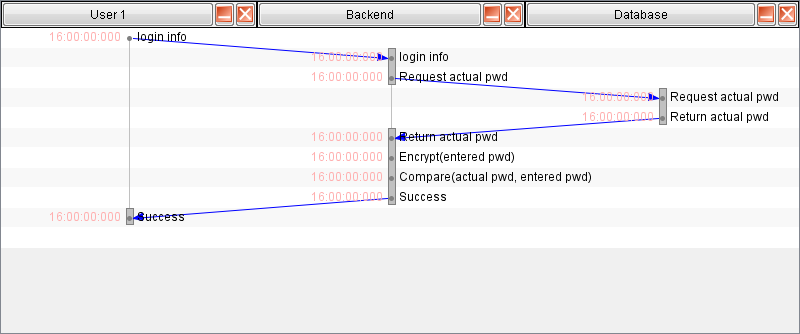 User 1 Backend Database
16:00:00:000 login info
16:00:00:000 login info
16:00:00:000 Request actual pwd
16:00:00:000 Request actual pwd
16:00:00:000 Return actual pwd
16:00:00:000 Return actual pwd
16:00:00:000 Encrypt(entered pwd)
16:00:00:000 Compare(actual pwd, entered pwd)
16:00:00:000 Success
16:00:00:000 Success